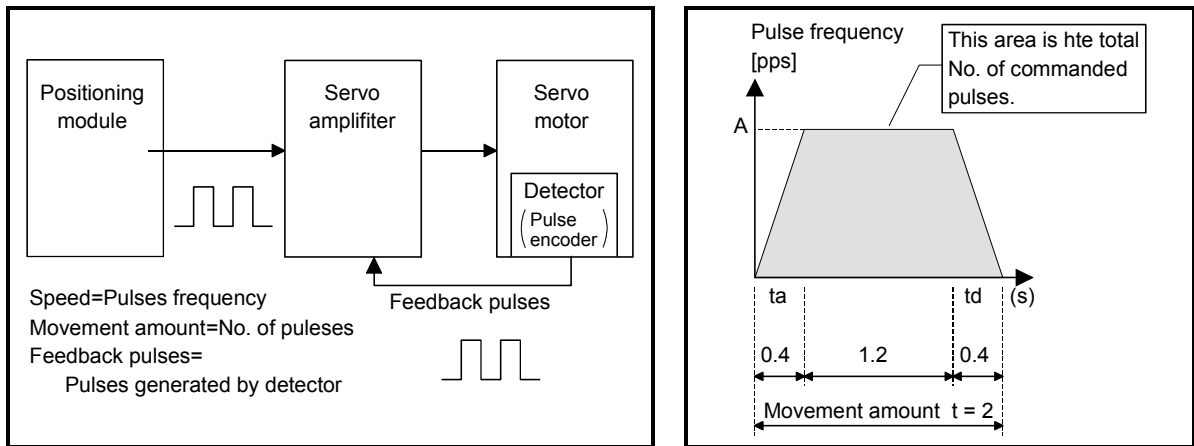 Positioning
module
Servo
amplifiter
Servo
motor
Detector
(Pulse
encoder)
Feedback pulses
Speed=Pulses frequency
Movement amount=No. of puleses
Feedback pulses=
Pulses generated by detector
Pulse frequency
[pps]
This area is hte total
No. of commanded
pulses.
A
ta td (s)
0.4 1.2 0.4
Movement amount t = 2